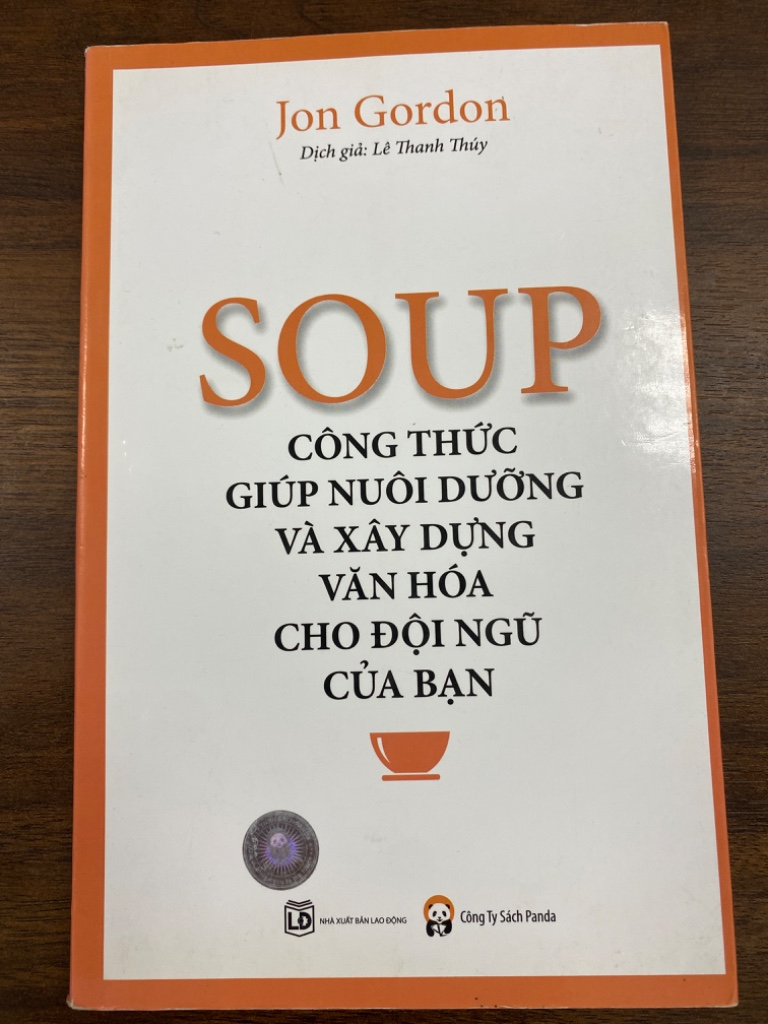 Jon Gordon
Dịch giả: Lê Thanh Thúy
SOUP
CÔNG THỨC
GIÚP NUÔI DƯỠNG
VÀ XÂY DỰNG
VĂN HÓA
CHO ĐỘI NGŨ
CỦA BẠN
LĐ NHÀ XUẤT BẢN LAO ĐỘNG Công Ty Sách Panda